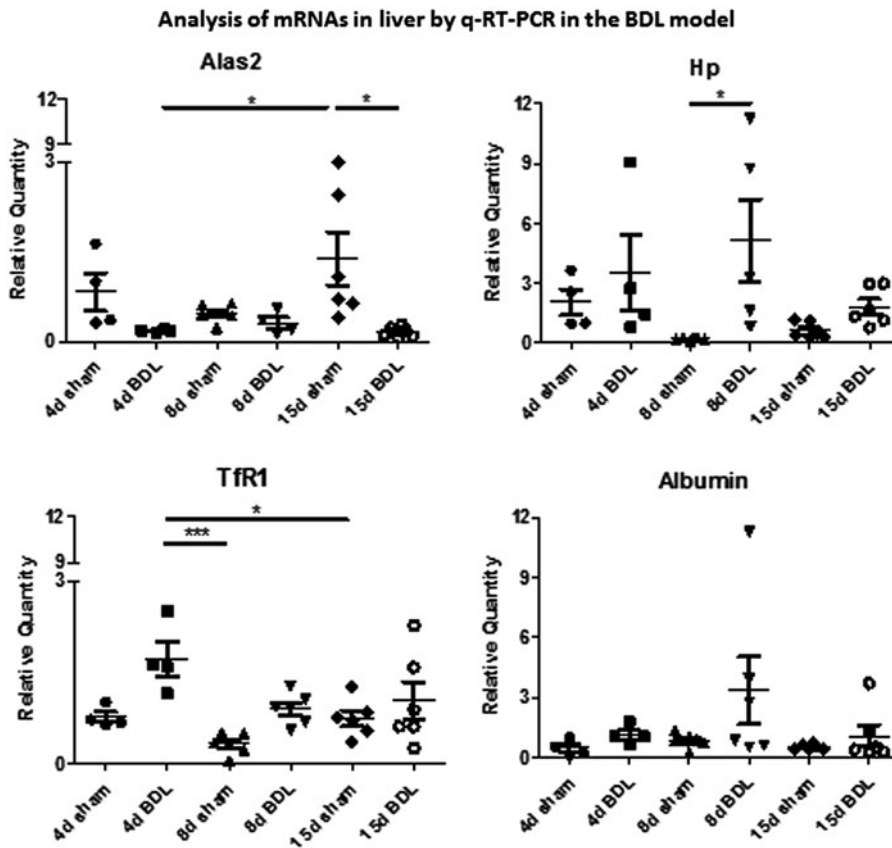 Analysis of mRNAs in liver by q-RT-PCR in the BDL model
Alas2
Relative Quantity
12
9
3
0
*
*
4d sham
4d BDL
8d sham
8d BDL
15d sham
15d BDL
Hp
Relative Quantity
12
9
6
3
0
*
4d sham
4d BDL
8d sham
8d BDL
15d sham
15d BDL
TfR1
Relative Quantity
12
9
3
0
*
***
4d sham
4d BDL
8d sham
8d BDL
15d sham
15d BDL
Albumin
Relative Quantity
12
9
6
3
0
4d sham
4d BDL
8d sham
8d BDL
15d sham
15d BDL